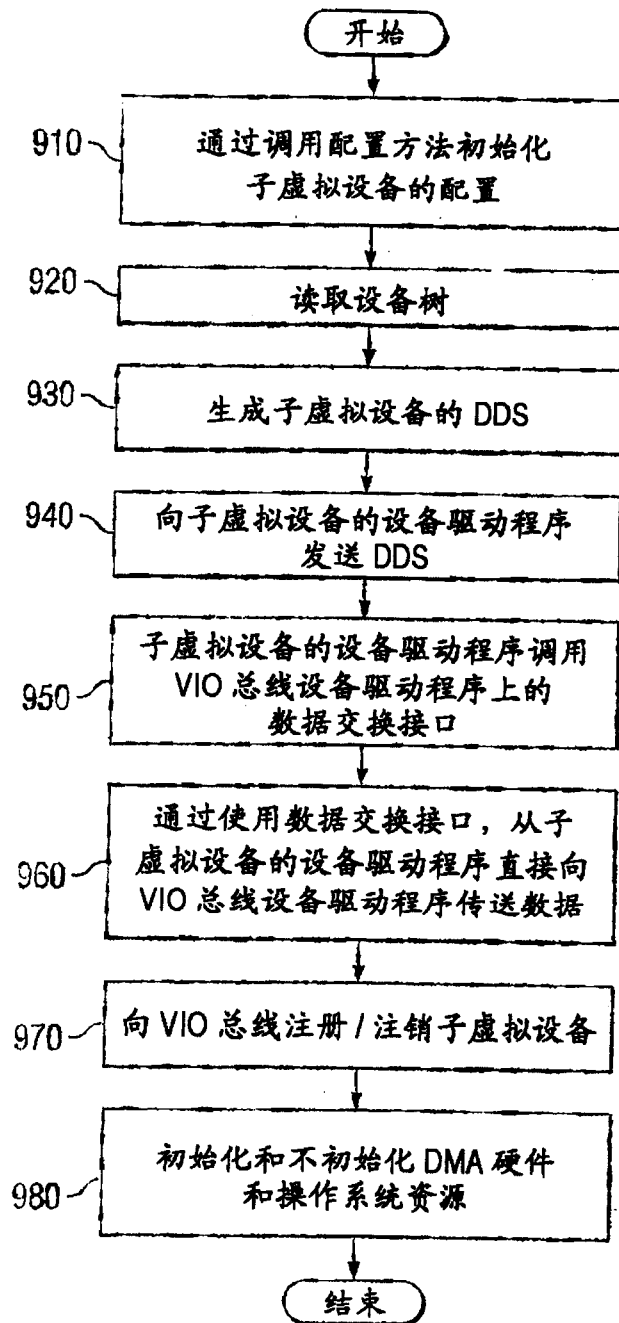 开始
910
通过调用配置方法初始化
子虚拟设备的配置
920
读取设备树
930
生成子虚拟设备的 DDS
940
向子虚拟设备的设备驱动程序
发送 DDS
950
子虚拟设备的设备驱动程序调用
VIO 总线设备驱动程序上的
数据交换接口
960
通过使用数据交换接口，从子
虚拟设备的设备驱动程序直接向
VIO 总线设备驱动程序传送数据
970
向 VIO 总线注册 / 注销子虚拟设备
980
初始化和不初始化 DMA 硬件
和操作系统资源
结束